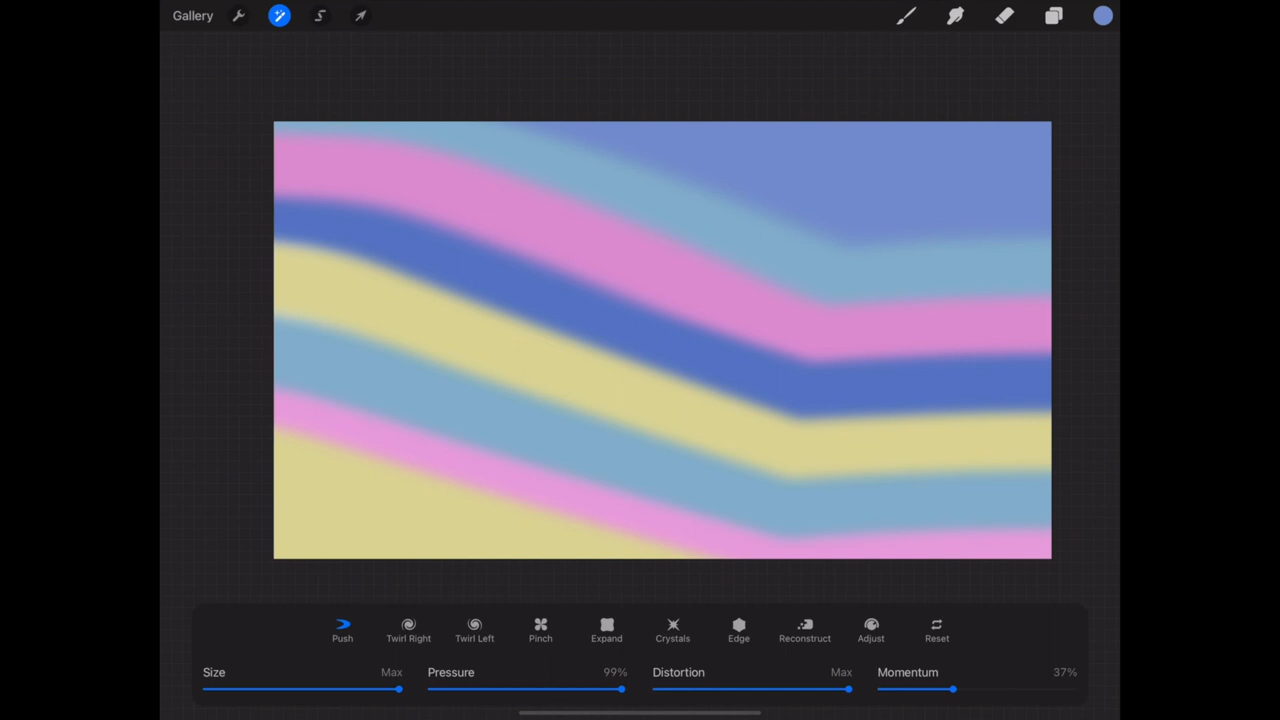 Gallery
Push Twirl Right Twirl Left Pinch Expand Crystals Edge Reconstruct Adjust Reset
Size Max Pressure 99% Distortion Max Momentum 37%